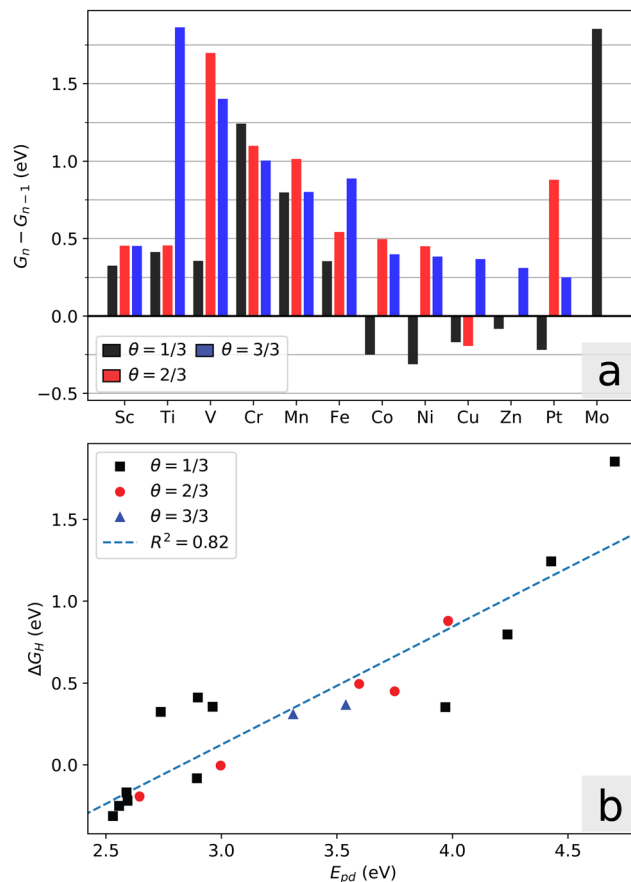 1.5
1.0
0.5
0.0
−0.5
G_n − G_{n−1} (eV)
θ = 1/3 θ = 3/3
θ = 2/3
a
Sc Ti V Cr Mn Fe Co Ni Cu Zn Pt Mo
θ = 1/3
θ = 2/3
θ = 3/3
R² = 0.82
1.5
1.0
0.5
0.0
ΔG_H (eV)
b
2.5 3.0 3.5 4.0 4.5
E_{pd} (eV)